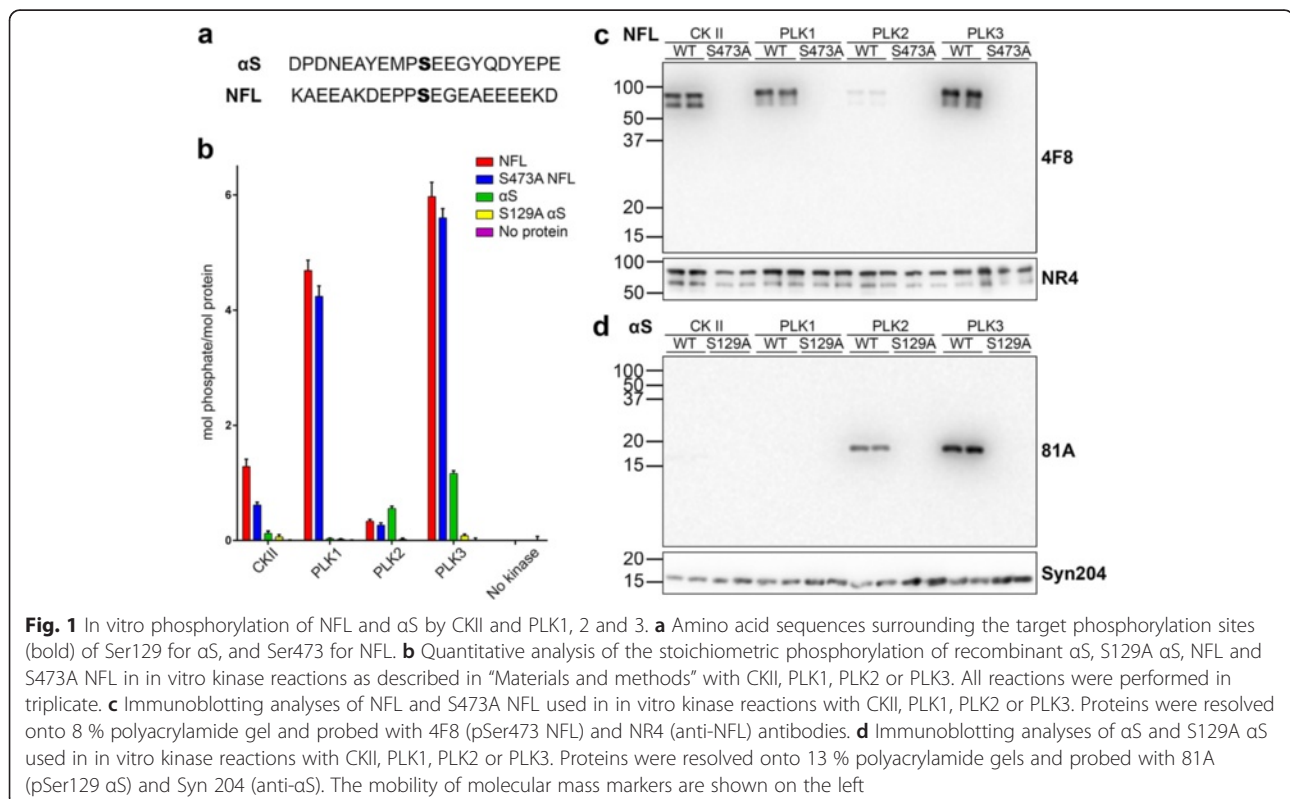 a
αS DPDNEAYEMPSEEGYQDYEPE
NFL KAEEAKDEPPSEGEAEEEEKD
b
NFL
S473A NFL
αS
S129A αS
No protein
mol phosphate/mol protein
6
4
2
0
CKII PLK1 PLK2 PLK3 No kinase
c NFL CK II PLK1 PLK2 PLK3
WT S473A WT S473A WT S473A WT S473A
100
50
37
20
15
4F8
100
50
NR4
d αS CK II PLK1 PLK2 PLK3
WT S129A WT S129A WT S129A WT S129A
100
50
37
20
15
81A
20
15
Syn204
Fig. 1 In vitro phosphorylation of NFL and αS by CKII and PLK1, 2 and 3. a Amino acid sequences surrounding the target phosphorylation sites
(bold) of Ser129 for αS, and Ser473 for NFL. b Quantitative analysis of the stoichiometric phosphorylation of recombinant αS, S129A αS, NFL and
S473A NFL in in vitro kinase reactions as described in “Materials and methods” with CKII, PLK1, PLK2 or PLK3. All reactions were performed in
triplicate. c Immunoblotting analyses of NFL and S473A NFL used in in vitro kinase reactions with CKII, PLK1, PLK2 or PLK3. Proteins were resolved
onto 8 % polyacrylamide gel and probed with 4F8 (pSer473 NFL) and NR4 (anti-NFL) antibodies. d Immunoblotting analyses of αS and S129A αS
used in in vitro kinase reactions with CKII, PLK1, PLK2 or PLK3. Proteins were resolved onto 13 % polyacrylamide gels and probed with 81A
(pSer129 αS) and Syn 204 (anti-αS). The mobility of molecular mass markers are shown on the left